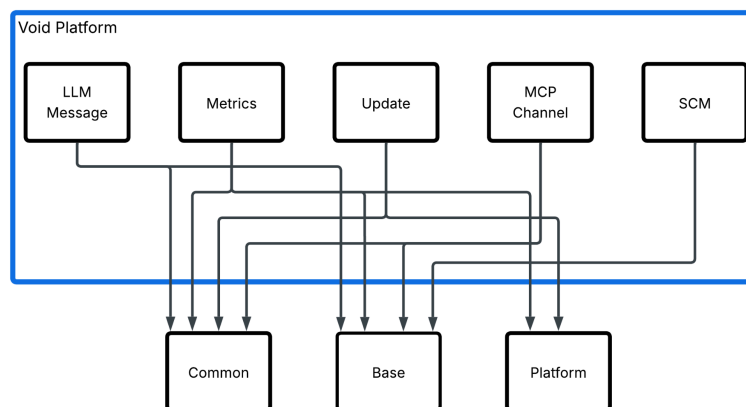 Void Platform
LLM
Message
Metrics
Update
MCP
Channel
SCM
Common
Base
Platform